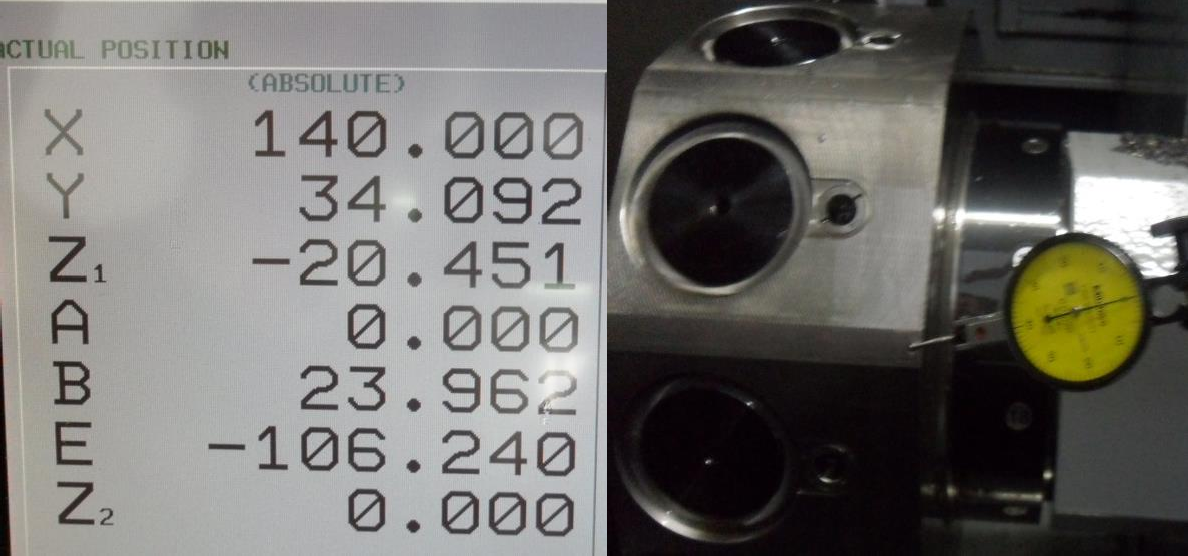 ACTUAL POSITION
(ABSOLUTE)
X 140.000
Y 34.092
Z1 -20.451
A 0.000
B 23.962
E -106.240
Z2 0.000